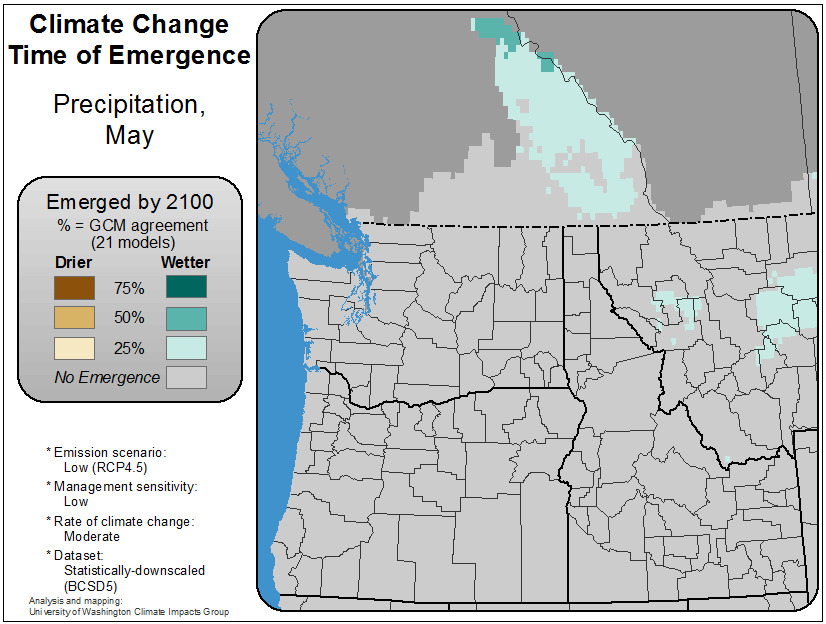 Climate Change
Time of Emergence
Precipitation,
May
Emerged by 2100
% = GCM agreement
(21 models)
Drier Wetter
75%
50%
25%
No Emergence
* Emission scenario:
Low (RCP4.5)
* Management sensitivity:
Low
* Rate of climate change:
Moderate
* Dataset:
Statistically-downscaled
(BCSD5)
Analysis and mapping:
University of Washington Climate Impacts Group